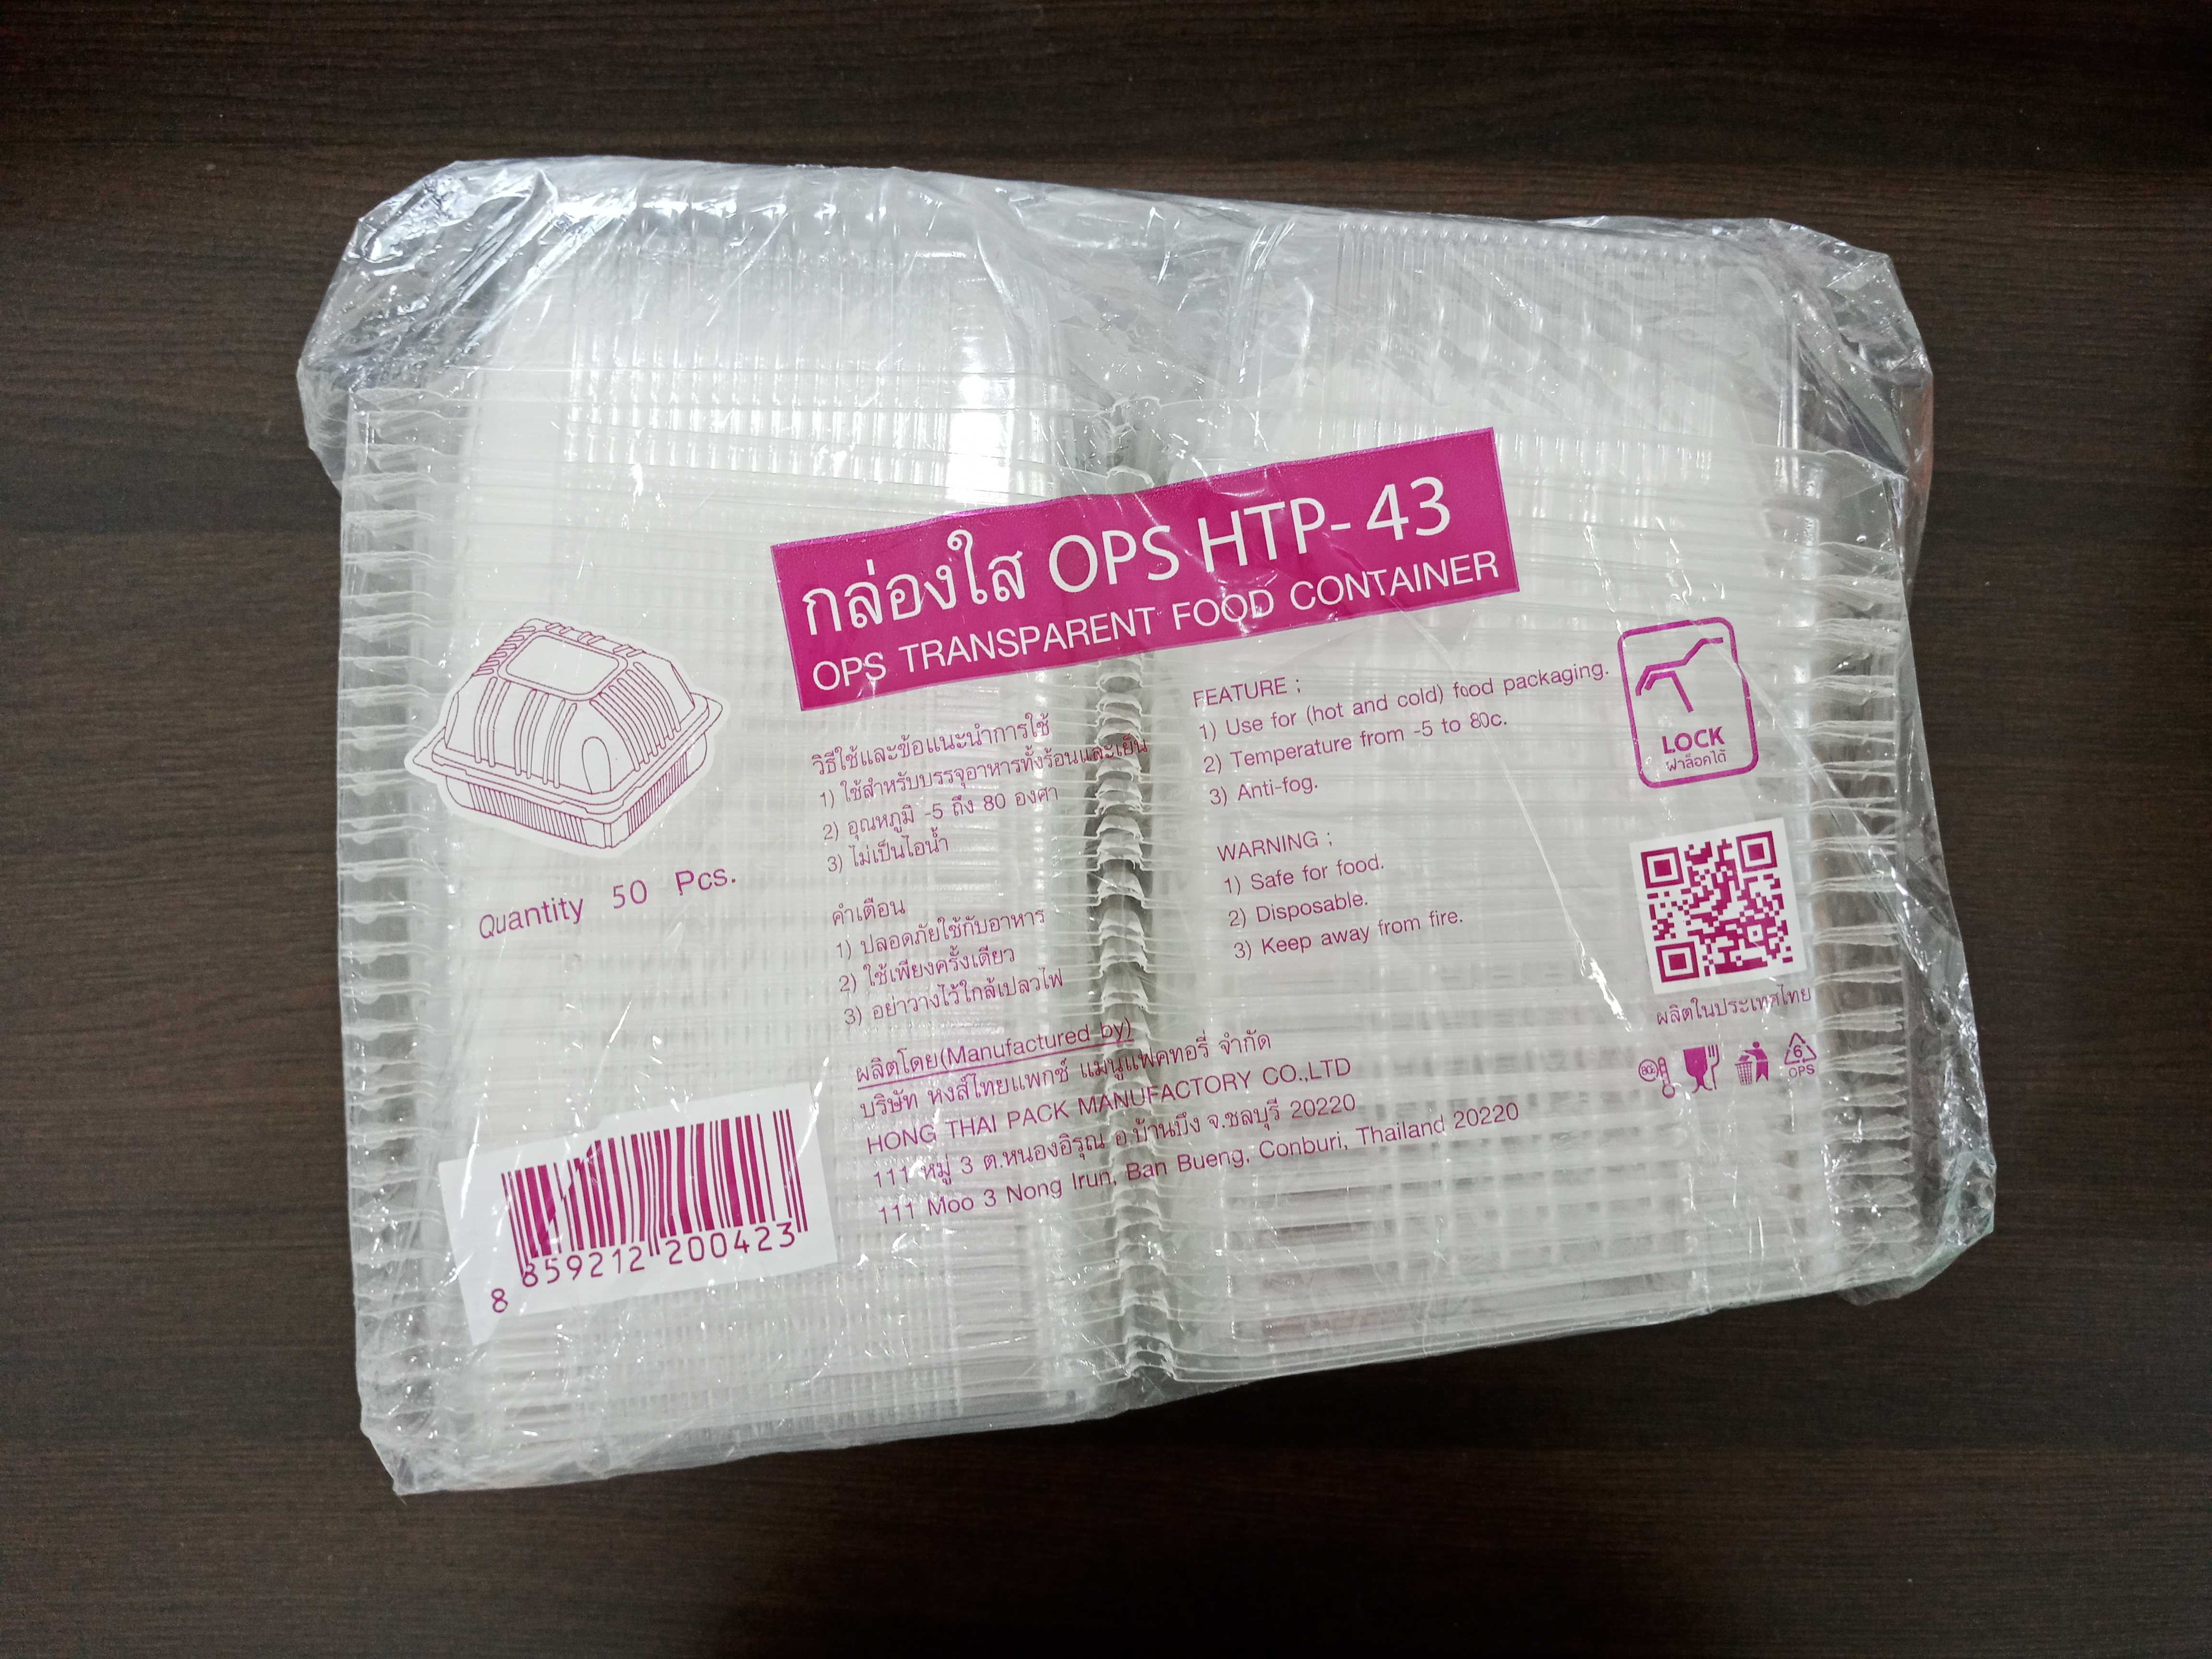 กล่องใส OPS HTP-43
OPS TRANSPARENT FOOD CONTAINER
Quantity 50 Pcs.
วิธีใช้และข้อแนะนำการใช้
1) ใช้สำหรับบรรจุอาหารทั้งร้อนและเย็น
2) อุณหภูมิ -5 ถึง 80 องศา
3) ไม่เป็นไอน้ำ
คำเตือน
1) ปลอดภัยใช้กับอาหาร
2) ใช้เพียงครั้งเดียว
3) อย่าวางไว้ใกล้เปลวไฟ
FEATURE ;
1) Use for (hot and cold) food packaging.
2) Temperature from -5 to 80c.
3) Anti-fog.
WARNING ;
1) Safe for food.
2) Disposable.
3) Keep away from fire.
LOCK
ฝาล็อคได้
ผลิตในประเทศไทย
6
OPS
ผลิตโดย(Manufactured by)
บริษัท หงส์ไทยแพกซ์ แมนูแฟคทอรี่ จำกัด
HONG THAI PACK MANUFACTORY CO.,LTD
111 หมู่ 3 ต.หนองอิรุณ อ.บ้านบึง จ.ชลบุรี 20220
111 Moo 3 Nong Irun, Ban Bueng, Conburi, Thailand 20220
8 859212 200423